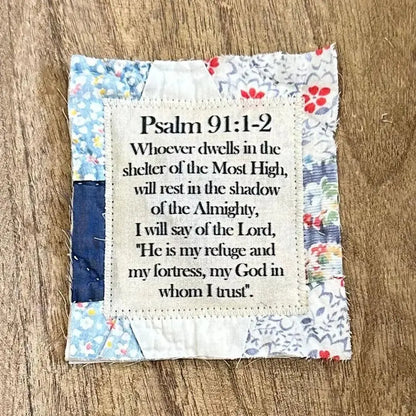 Psalm 91:1-2
Whoever dwells in the
shelter of the Most High,
will rest in the shadow
of the Almighty,
I will say of the Lord,
"He is my refuge and
my fortress, my God in
whom I trust".